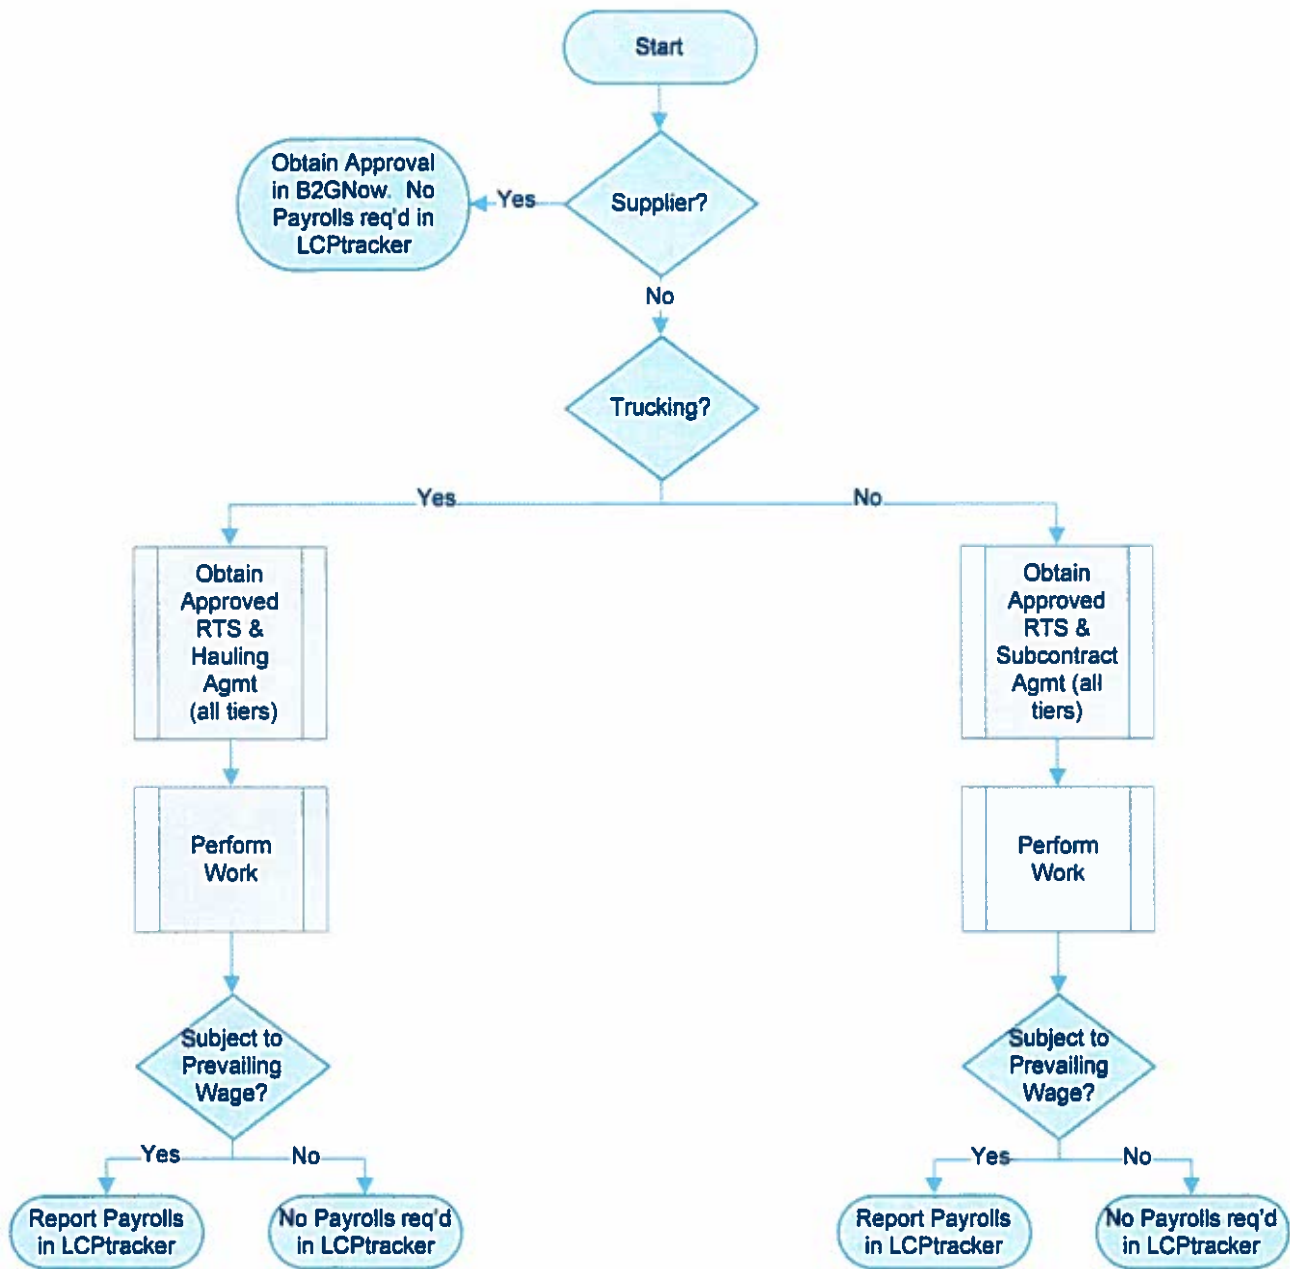 Start
Obtain Approval
in B2GNow. No
Payrolls req'd in
LCPtracker
Yes
Supplier?
No
Trucking?
Yes
No
Obtain
Approved
RTS &
Hauling
Agmt
(all tiers)
Obtain
Approved
RTS &
Subcontract
Agmt (all
tiers)
Perform
Work
Perform
Work
Subject to
Prevailing
Wage?
Subject to
Prevailing
Wage?
Yes
No
Yes
No
Report Payrolls
in LCPtracker
No Payrolls req'd
in LCPtracker
Report Payrolls
in LCPtracker
No Payrolls req'd
in LCPtracker